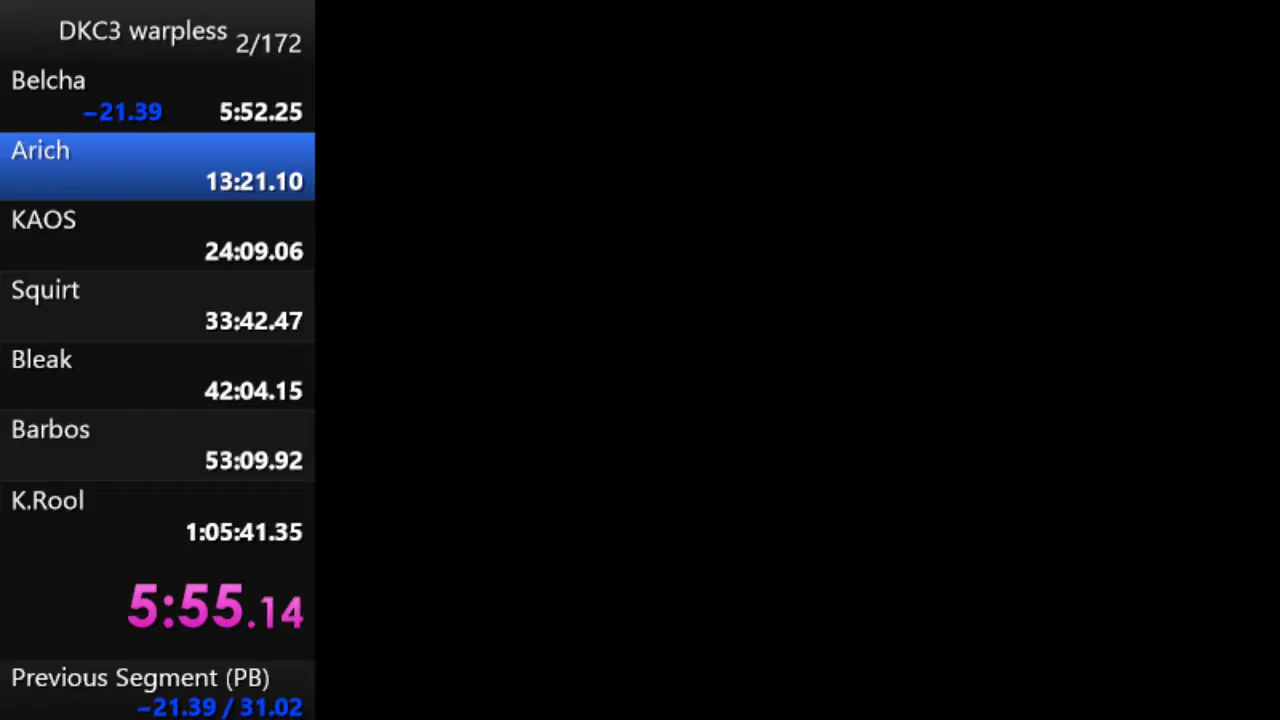 DKC3 warpless 2/172
Belcha
−21.39 5:52.25
Arich
13:21.10
KAOS
24:09.06
Squirt
33:42.47
Bleak
42:04.15
Barbos
53:09.92
K.Rool
1:05:41.35
5:55.14
Previous Segment (PB)
−21.39 / 31.02